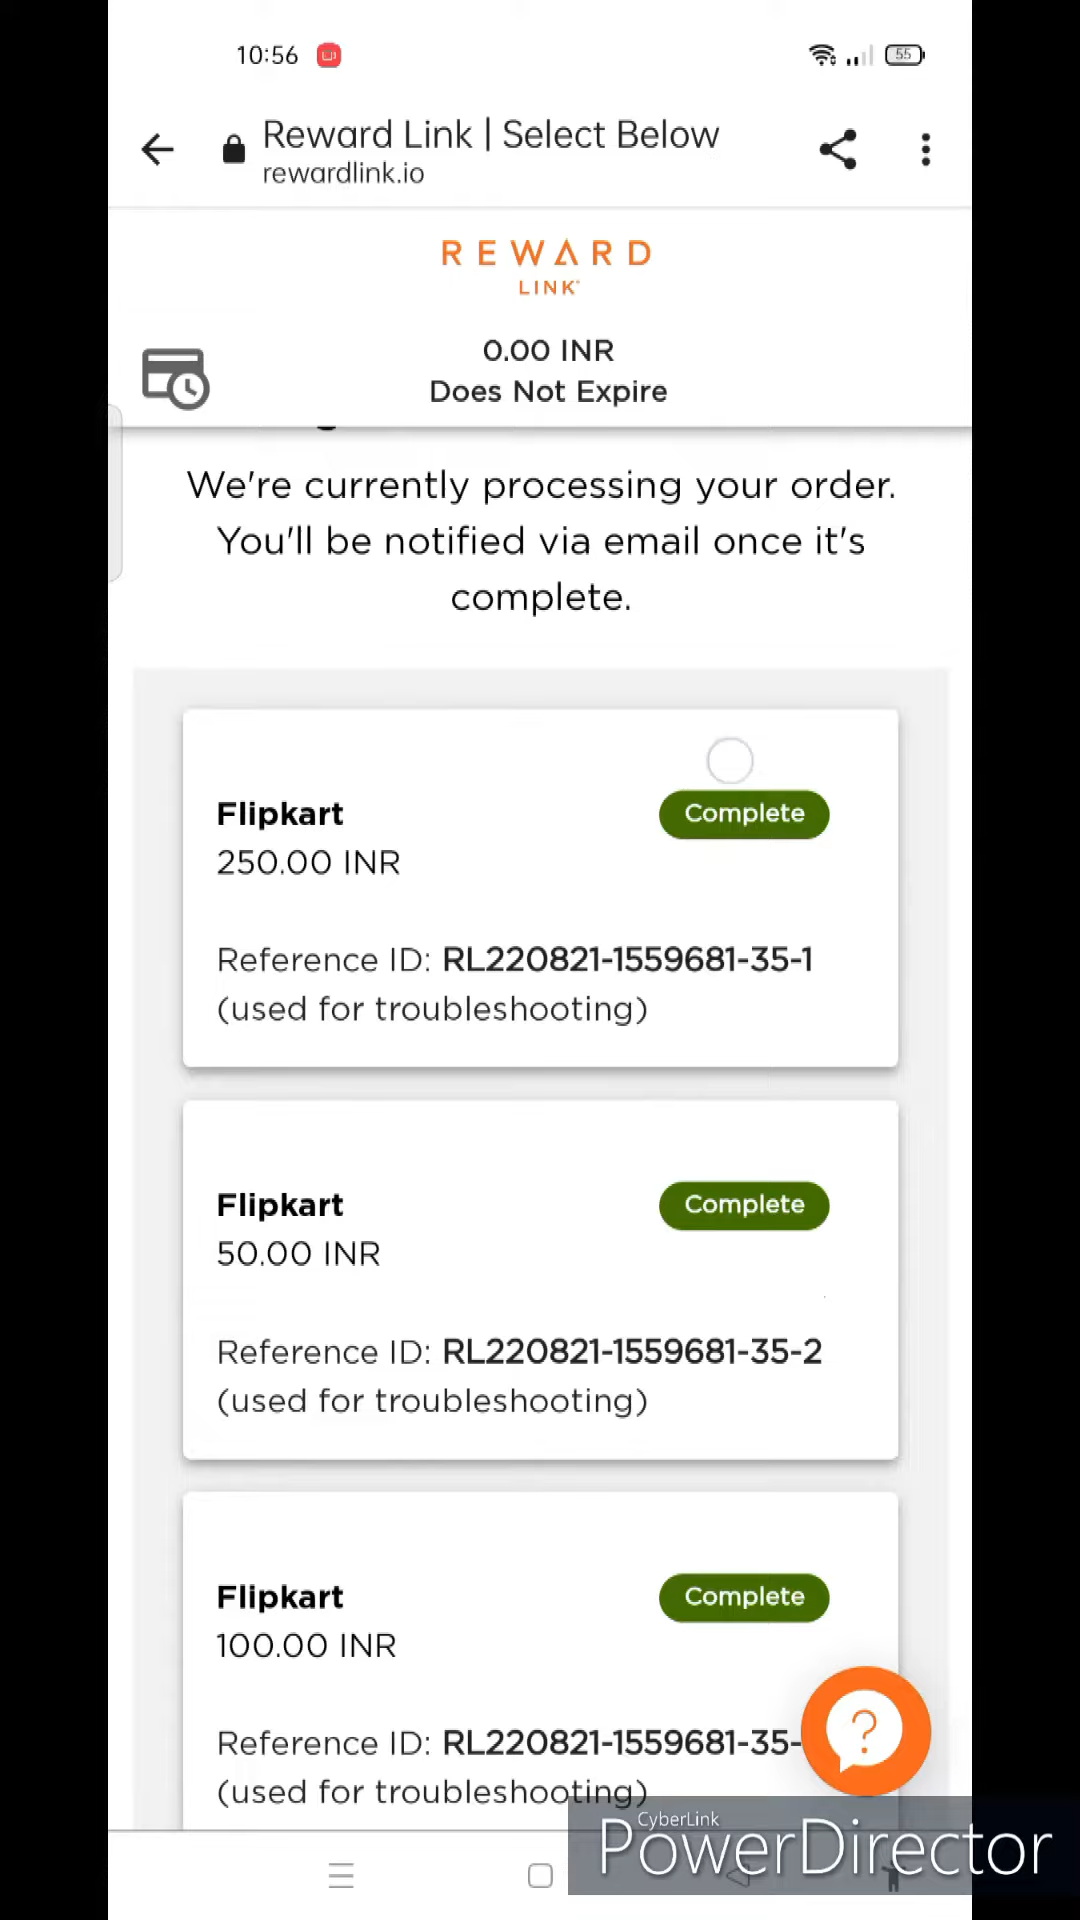 10:56
55
Reward Link | Select Below
rewardlink.io
REWARD
LINK
0.00 INR
Does Not Expire
We're currently processing your order.
You'll be notified via email once it's
complete.
Flipkart
Complete
250.00 INR
Reference ID: RL220821-1559681-35-1
(used for troubleshooting)
Flipkart
Complete
50.00 INR
Reference ID: RL220821-1559681-35-2
(used for troubleshooting)
Flipkart
Complete
100.00 INR
Reference ID: RL220821-1559681-35-
(used for troubleshooting)
CyberLink
PowerDirector